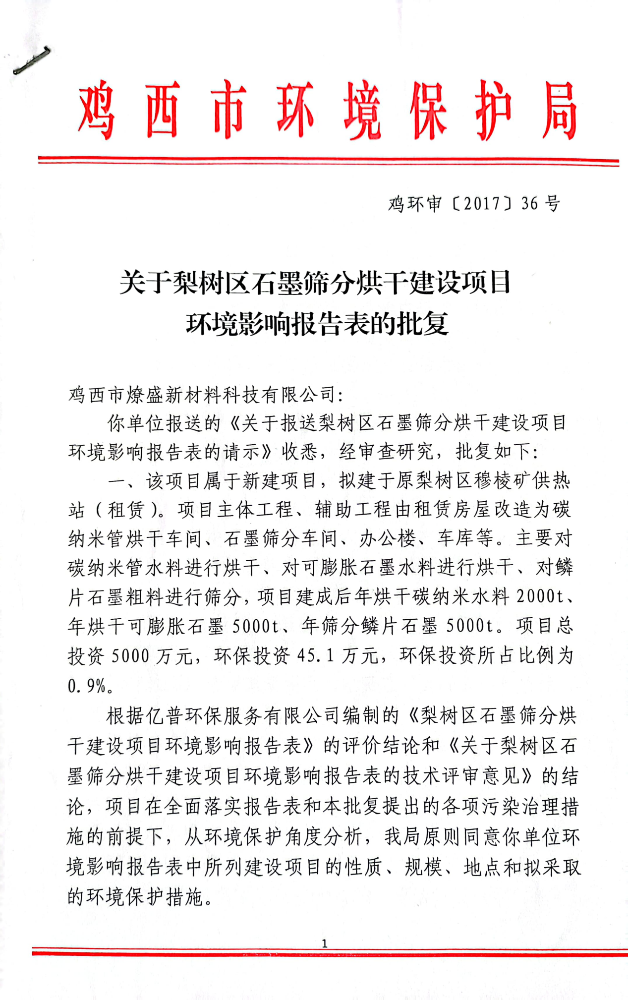 鸡西市环境保护局
鸡环审〔2017〕36号
关于梨树区石墨筛分烘干建设项目
环境影响报告表的批复
鸡西市燎盛新材料科技有限公司：
你单位报送的《关于报送梨树区石墨筛分烘干建设项目
环境影响报告表的请示》收悉，经审查研究，批复如下：
一、该项目属于新建项目，拟建于原梨树区穆棱矿供热
站（租赁）。项目主体工程、辅助工程由租赁房屋改造为碳
纳米管烘干车间、石墨筛分车间、办公楼、车库等。主要对
碳纳米管水料进行烘干、对可膨胀石墨水料进行烘干、对鳞
片石墨粗料进行筛分，项目建成后年烘干碳纳米水料2000t、
年烘干可膨胀石墨5000t、年筛分鳞片石墨5000t。项目总
投资5000万元，环保投资45.1万元，环保投资所占比例为
0.9%。
根据亿普环保服务有限公司编制的《梨树区石墨筛分烘
干建设项目环境影响报告表》的评价结论和《关于梨树区石
墨筛分烘干建设项目环境影响报告表的技术评审意见》的结
论，项目在全面落实报告表和本批复提出的各项污染治理措
施的前提下，从环境保护角度分析，我局原则同意你单位环
境影响报告表中所列建设项目的性质、规模、地点和拟采取
的环境保护措施。
1